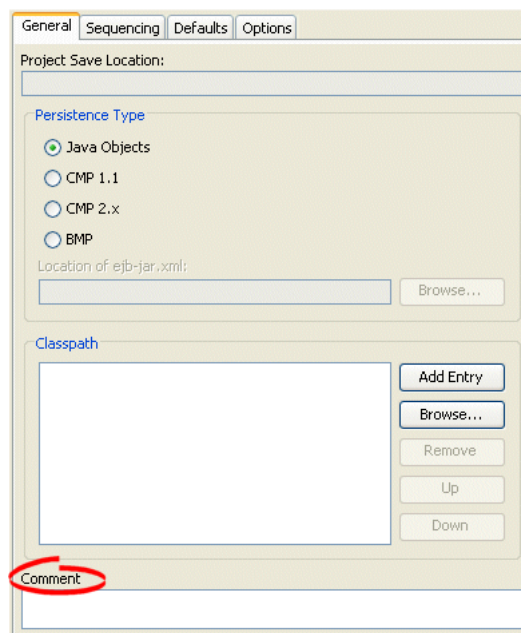 General Sequencing Defaults Options
Project Save Location:
Persistence Type
Java Objects
CMP 1.1
CMP 2.x
BMP
Location of ejb-jar.xml:
Browse...
Classpath
Add Entry
Browse...
Remove
Up
Down
Comment